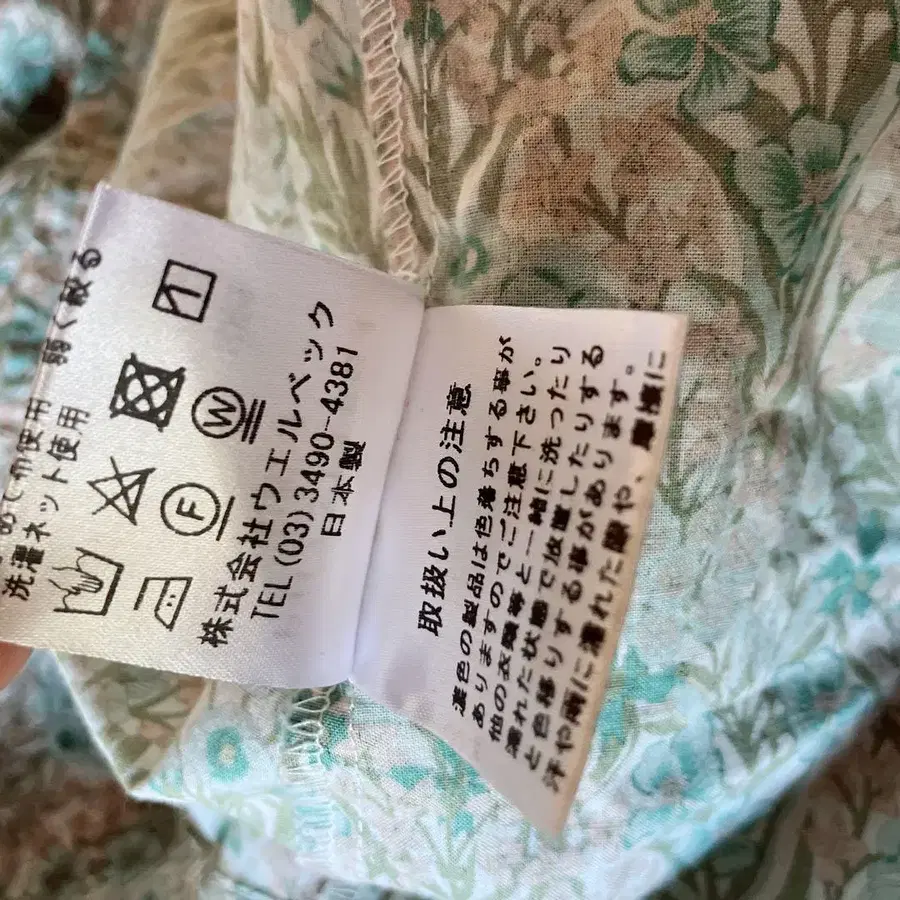 あて布使用 弱く絞る
洗濯ネット使用
W
F
株式会社ウエルベック
TEL (03) 3490-4381
日本製
取扱い上の注意
濃色の製品は色落ちする事が
ありますのでご注意下さい。
他の衣類等と一緒に洗ったり
濡れた状態で放置したりする
と色移りする事があります。
汗や雨に濡れた際や、摩擦に